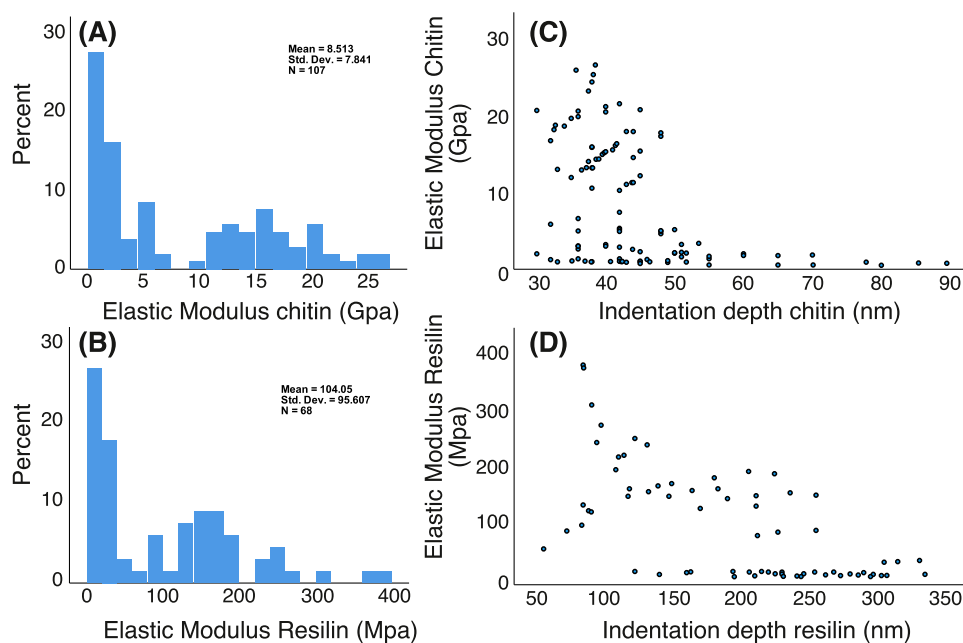 (A)
Mean = 8.513
Std. Dev. = 7.841
N = 107
Percent
30
20
10
0
0 5 10 15 20 25
Elastic Modulus chitin (Gpa)
(C)
Elastic Modulus Chitin
(Gpa)
30
20
10
0
30 40 50 60 70 80 90
Indentation depth chitin (nm)
(B)
Mean = 104.05
Std. Dev. = 95.607
N = 68
Percent
30
20
10
0
0 100 200 300 400
Elastic Modulus Resilin (Mpa)
(D)
Elastic Modulus Resilin
(Mpa)
400
300
200
100
0
50 100 150 200 250 300 350
Indentation depth resilin (nm)